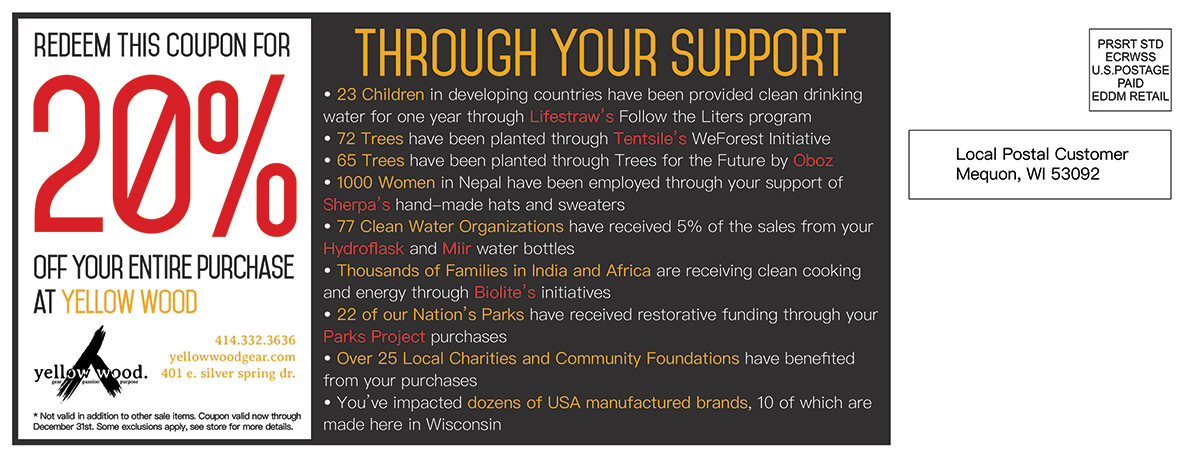 REDEEM THIS COUPON FOR
20%
OFF YOUR ENTIRE PURCHASE
AT YELLOW WOOD
yellow wood.
gear passion purpose
414.332.3636
yellowwoodgear.com
401 e. silver spring dr.
* Not valid in addition to other sale items. Coupon valid now through
December 31st. Some exclusions apply, see store for more details.
THROUGH YOUR SUPPORT
• 23 Children in developing countries have been provided clean drinking
water for one year through Lifestraw's Follow the Liters program
• 72 Trees have been planted through Tentsile's WeForest Initiative
• 65 Trees have been planted through Trees for the Future by Oboz
• 1000 Women in Nepal have been employed through your support of
Sherpa's hand-made hats and sweaters
• 77 Clean Water Organizations have received 5% of the sales from your
Hydroflask and Miir water bottles
• Thousands of Families in India and Africa are receiving clean cooking
and energy through Biolite's initiatives
• 22 of our Nation's Parks have received restorative funding through your
Parks Project purchases
• Over 25 Local Charities and Community Foundations have benefited
from your purchases
• You've impacted dozens of USA manufactured brands, 10 of which are
made here in Wisconsin
PRSRT STD
ECRWSS
U.S.POSTAGE
PAID
EDDM RETAIL
Local Postal Customer
Mequon, WI 53092